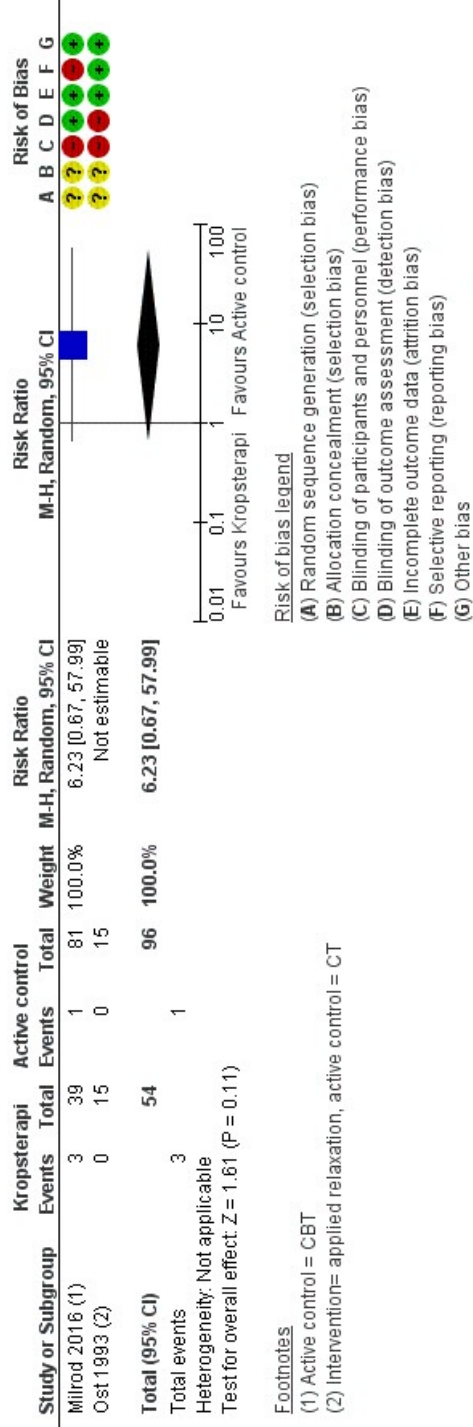 Kropsterapi Active control Risk Ratio Risk Ratio Risk of Bias
Study or Subgroup Events Total Events Total Weight M-H, Random, 95% CI M-H, Random, 95% CI A B C D E F G
Milrod 2016 (1) 3 39 1 81 100.0% 6.23 [0.67, 57.99] ? ? - + + - +
Ost 1993 (2) 0 15 0 15 Not estimable ? ? - - + + +
Total (95% CI) 54 96 100.0% 6.23 [0.67, 57.99]
Total events 3 1
Heterogeneity: Not applicable
Test for overall effect: Z = 1.61 (P = 0.11)
0.01 0.1 1 10 100
Favours Kropsterapi Favours Active control
Footnotes
(1) Active control = CBT
(2) Intervention= applied relaxation, active control = CT
Risk of bias legend
(A) Random sequence generation (selection bias)
(B) Allocation concealment (selection bias)
(C) Blinding of participants and personnel (performance bias)
(D) Blinding of outcome assessment (detection bias)
(E) Incomplete outcome data (attrition bias)
(F) Selective reporting (reporting bias)
(G) Other bias